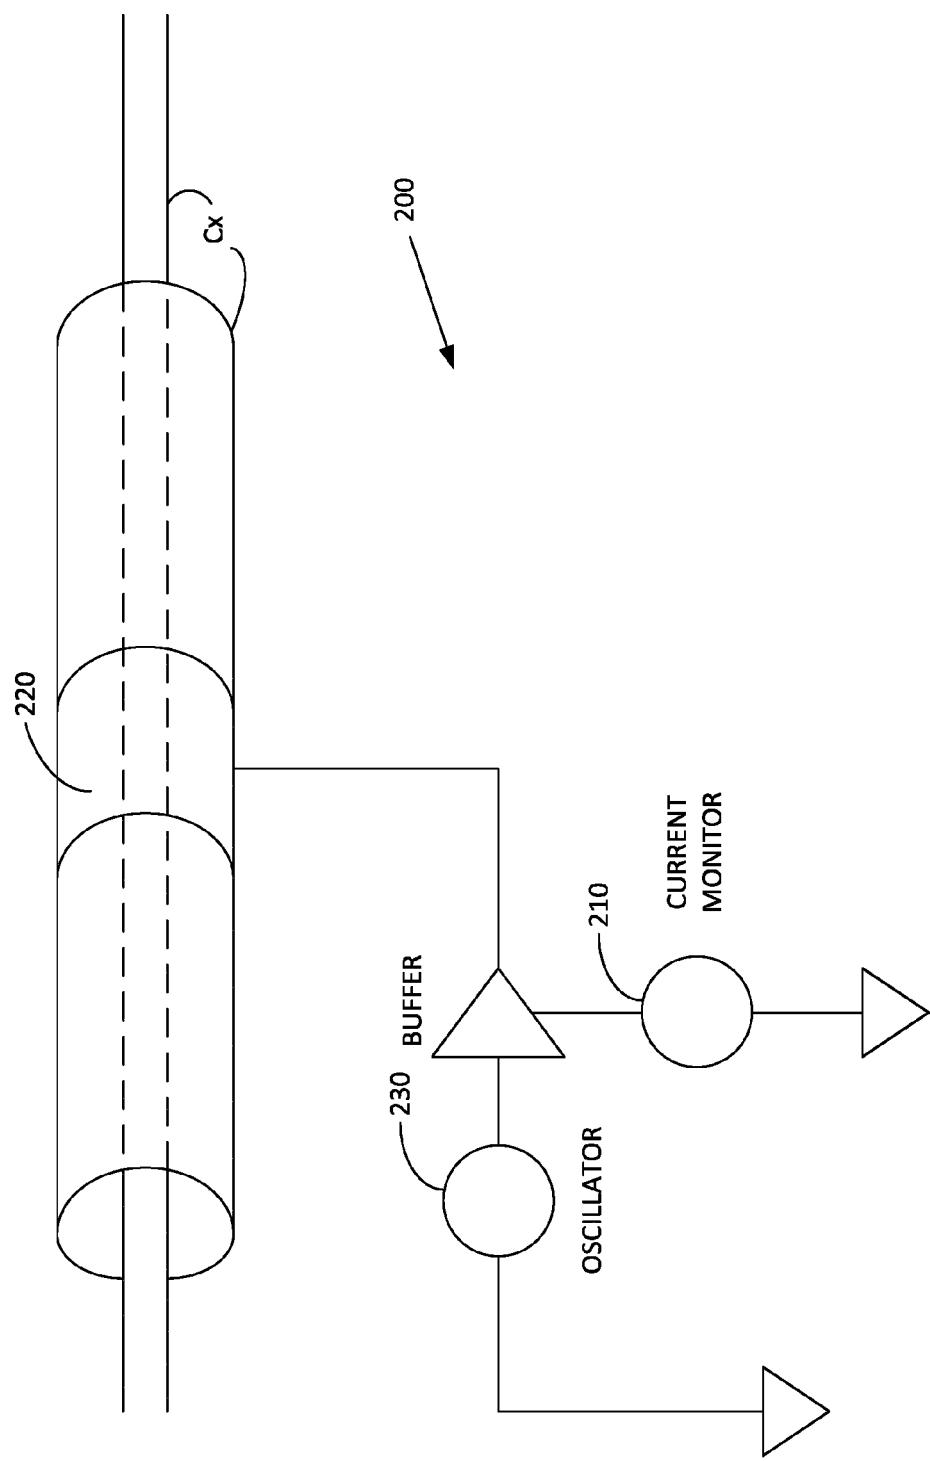 220
Cx
200
BUFFER
230
210
OSCILLATOR
CURRENT
MONITOR